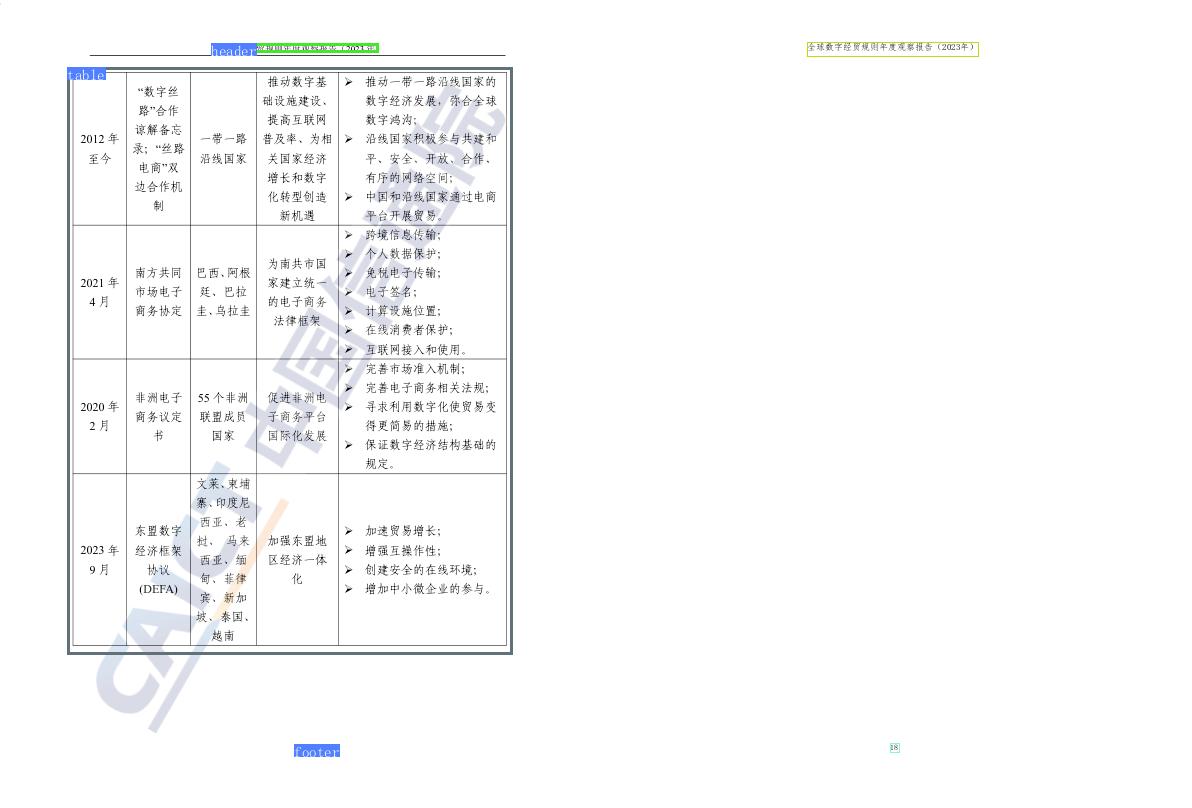 header
table
2012 年
至今
“数字丝
路”合作
谅解备忘
录；“丝路
电商”双
边合作机
制
一带一路
沿线国家
推动数字基
础设施建设、
提高互联网
普及率、为相
关国家经济
增长和数字
化转型创造
新机遇
➢ 推动一带一路沿线国家的
数字经济发展，弥合全球
数字鸿沟；
➢ 沿线国家积极参与共建和
平、安全、开放、合作、
有序的网络空间；
➢ 中国和沿线国家通过电商
平台开展贸易。
2021 年
4 月
南方共同
市场电子
商务协定
巴西、阿根
廷、巴拉
圭、乌拉圭
为南共市国
家建立统一
的电子商务
法律框架
➢ 跨境信息传输；
➢ 个人数据保护；
➢ 免税电子传输；
➢ 电子签名；
➢ 计算设施位置；
➢ 在线消费者保护；
➢ 互联网接入和使用。
2020 年
2 月
非洲电子
商务议定
书
55 个非洲
联盟成员
国家
促进非洲电
子商务平台
国际化发展
➢ 完善市场准入机制；
➢ 完善电子商务相关法规；
➢ 寻求利用数字化使贸易变
得更简易的措施；
➢ 保证数字经济结构基础的
规定。
2023 年
9 月
东盟数字
经济框架
协议
(DEFA)
文莱、柬埔
寨、印度尼
西亚、老
挝、 马来
西亚、缅
甸、菲律
宾、新加
坡、泰国、
越南
加强东盟地
区经济一体
化
➢ 加速贸易增长；
➢ 增强互操作性；
➢ 创建安全的在线环境；
➢ 增加中小微企业的参与。
CAICT 中国信通院
footer
全球数字经贸规则年度观察报告（2023年）
18